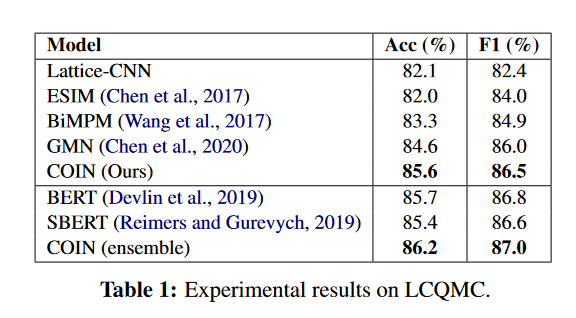 Model Acc (%) F1 (%)
Lattice-CNN 82.1 82.4
ESIM (Chen et al., 2017) 82.0 84.0
BiMPM (Wang et al., 2017) 83.3 84.9
GMN (Chen et al., 2020) 84.6 86.0
COIN (Ours) 85.6 86.5
BERT (Devlin et al., 2019) 85.7 86.8
SBERT (Reimers and Gurevych, 2019) 85.4 86.6
COIN (ensemble) 86.2 87.0
Table 1: Experimental results on LCQMC.